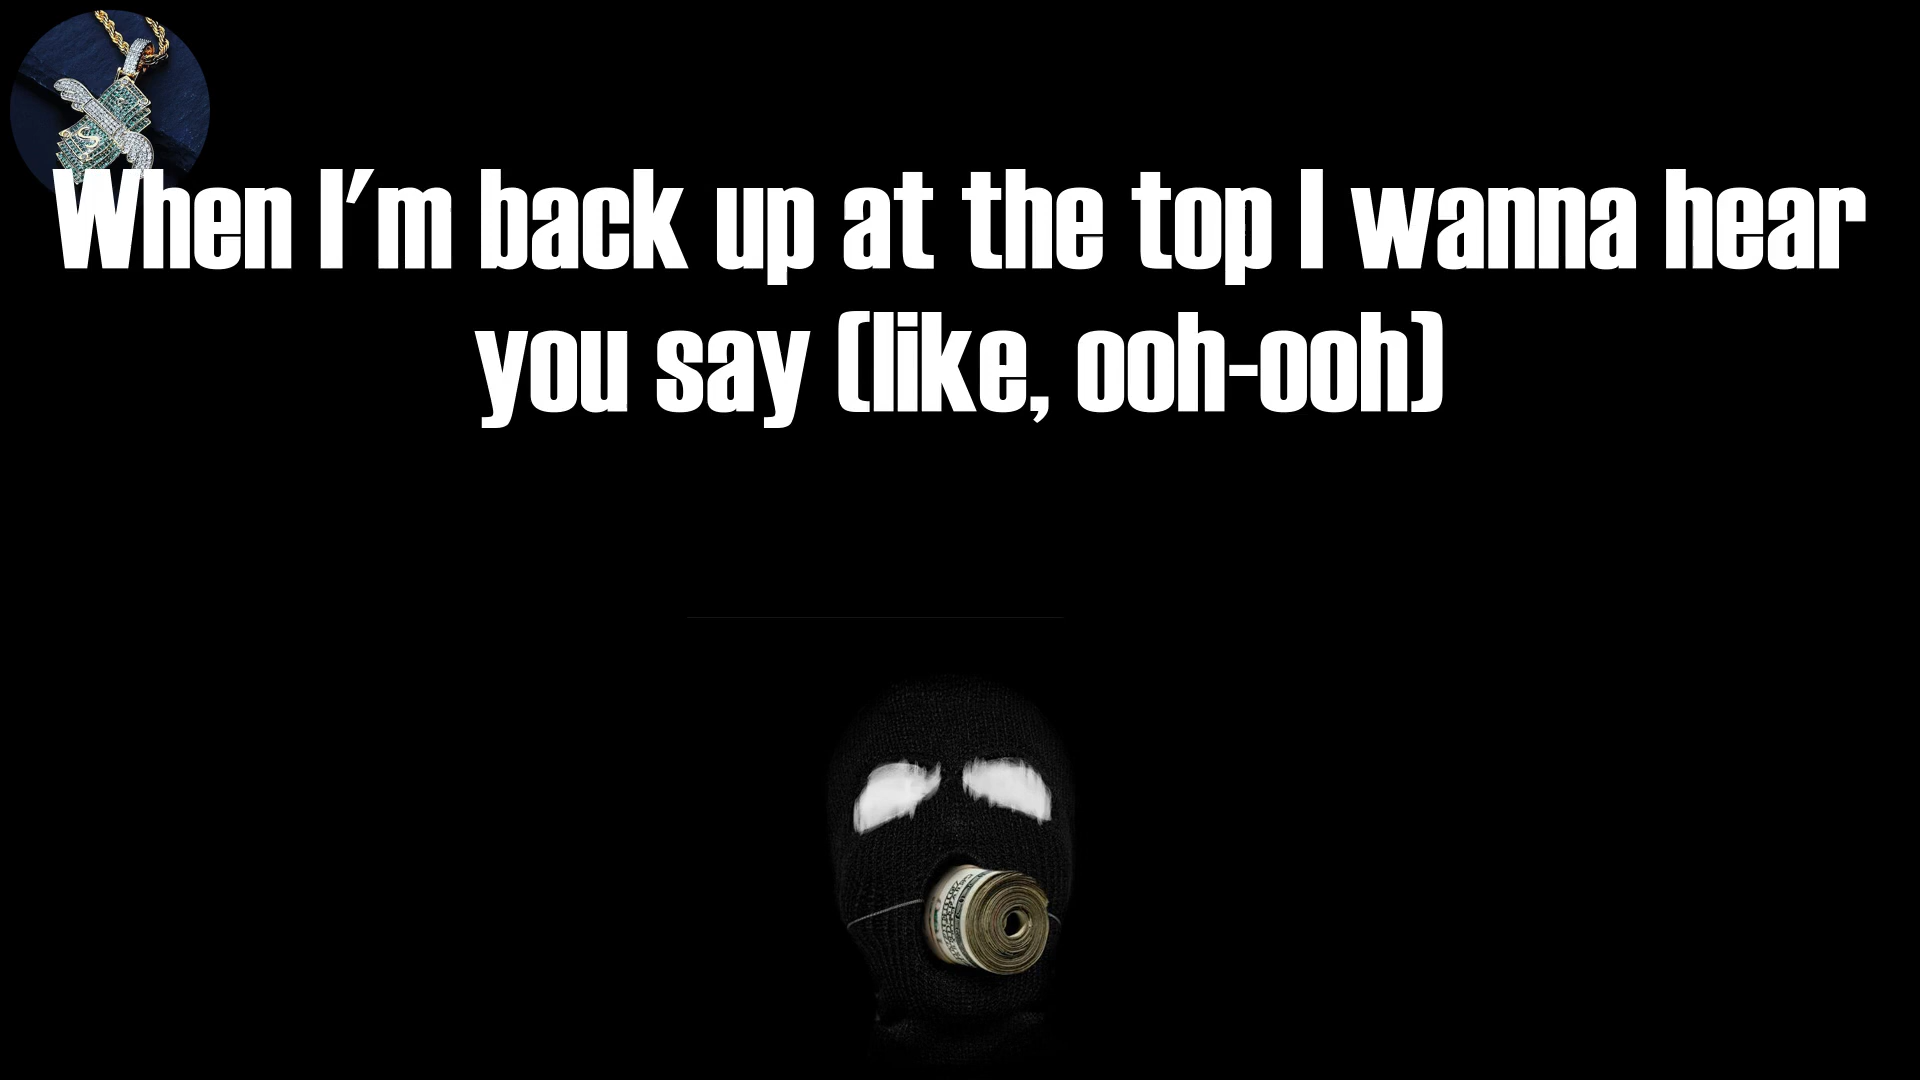 When I'm back up at the top I wanna hear
you say (like, ooh-ooh)